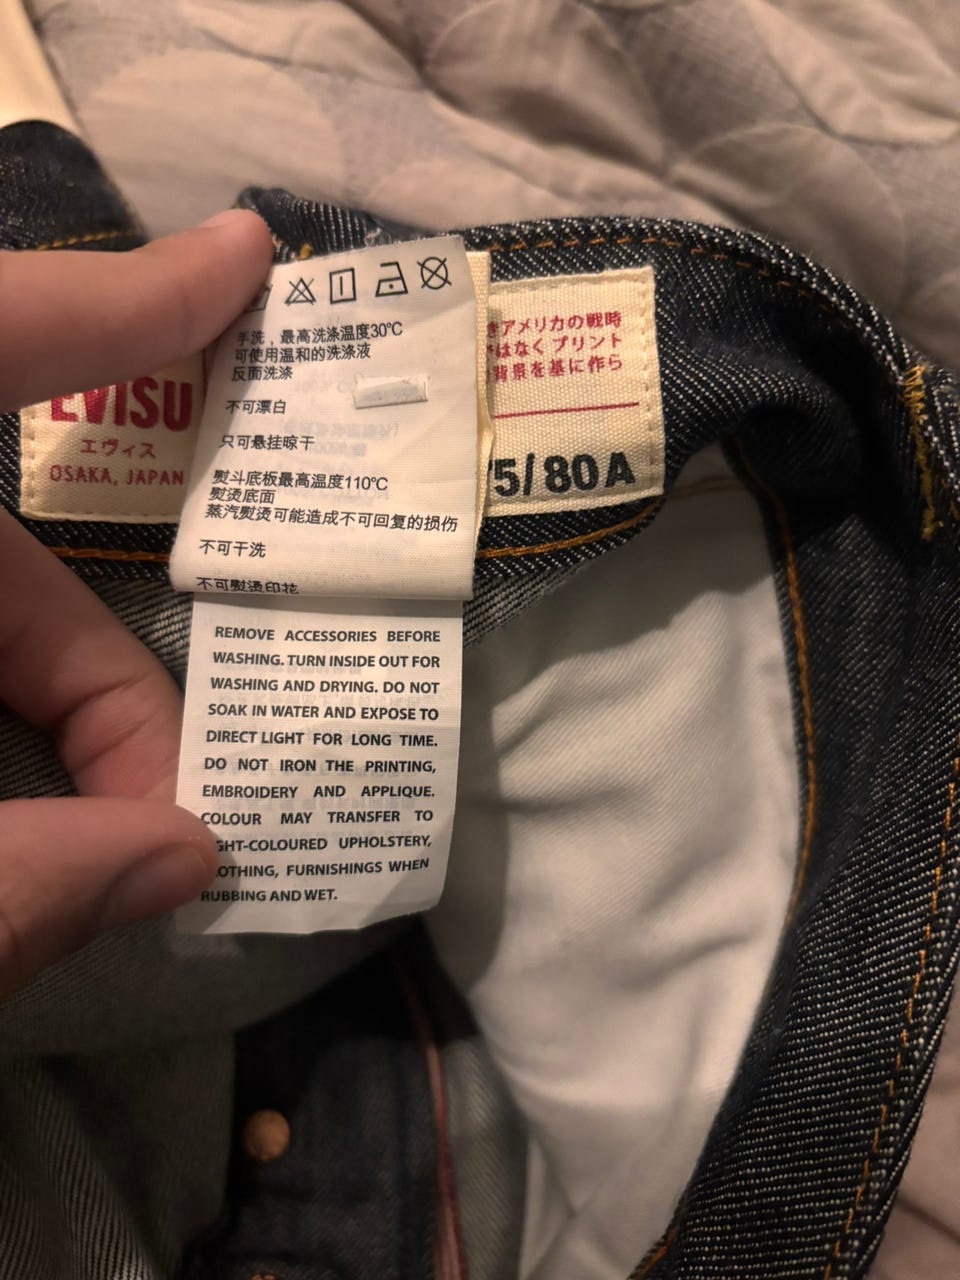 手洗，最高洗涤温度30℃
可使用温和的洗涤液
反面洗涤
不可漂白
只可悬挂晾干
熨斗底板最高温度110℃
熨烫底面
蒸汽熨烫可能造成不可回复的损伤
不可干洗
不可熨烫印花
REMOVE ACCESSORIES BEFORE
WASHING. TURN INSIDE OUT FOR
WASHING AND DRYING. DO NOT
SOAK IN WATER AND EXPOSE TO
DIRECT LIGHT FOR LONG TIME.
DO NOT IRON THE PRINTING,
EMBROIDERY AND APPLIQUE.
COLOUR MAY TRANSFER TO
GHT-COLOURED UPHOLSTERY,
OTHING, FURNISHINGS WHEN
RUBBING AND WET.
EVISU
エヴィス
OSAKA, JAPAN
きアメリカの戦時
はなく プリント
背景を基に作ら
5/80A